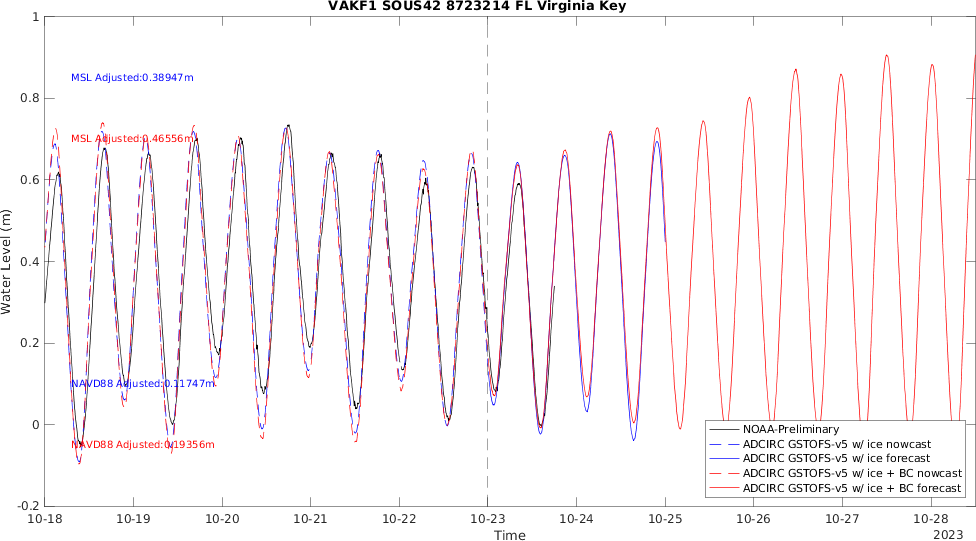 VAKF1 SOUS42 8723214 FL Virginia Key
1
0.8
0.6
0.4
0.2
0
-0.2
Water Level (m)
MSL Adjusted:0.38947m
MSL Adjusted:0.46556m
NAVD88 Adjusted:0.11747m
NAVD88 Adjusted:0.19356m
NOAA-Preliminary
ADCIRC GSTOFS-v5 w/ ice nowcast
ADCIRC GSTOFS-v5 w/ ice forecast
ADCIRC GSTOFS-v5 w/ ice + BC nowcast
ADCIRC GSTOFS-v5 w/ ice + BC forecast
10-18 10-19 10-20 10-21 10-22 10-23 10-24 10-25 10-26 10-27 10-28
Time
2023